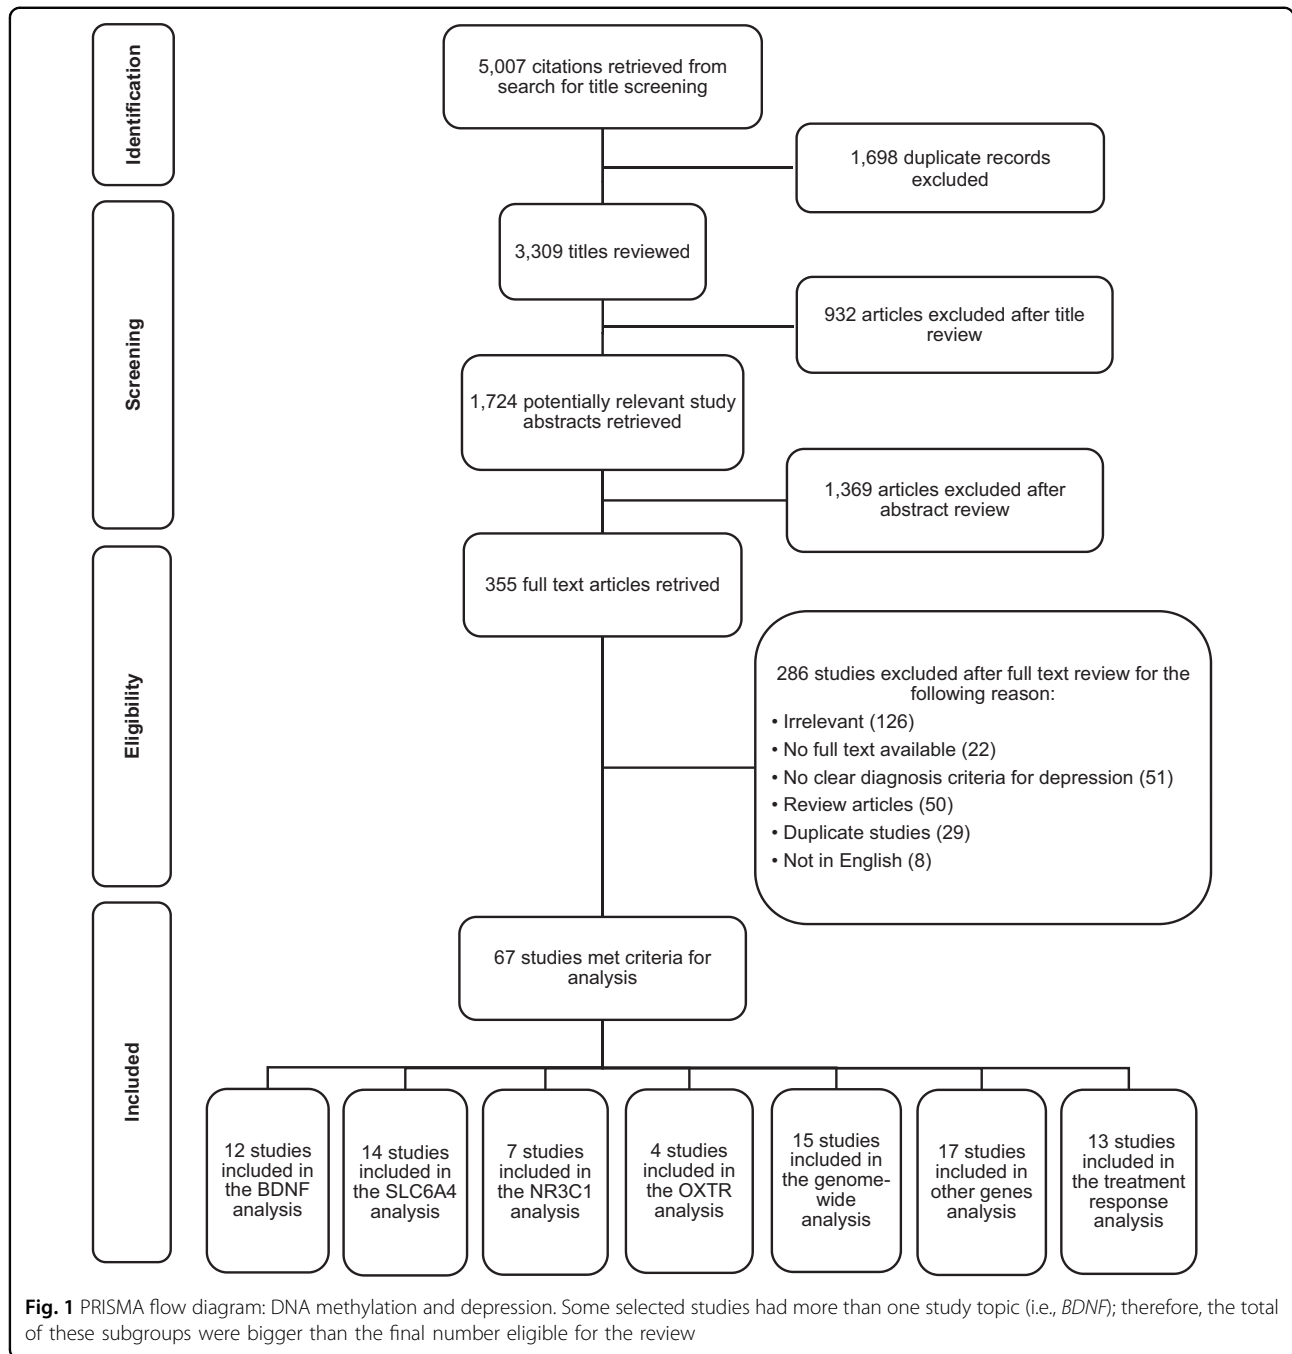 Identification
5,007 citations retrieved from
search for title screening
1,698 duplicate records
excluded
Screening
3,309 titles reviewed
932 articles excluded after title
review
1,724 potentially relevant study
abstracts retrieved
1,369 articles excluded after
abstract review
Eligibility
355 full text articles retrived
286 studies excluded after full text review for the
following reason:
• Irrelevant (126)
• No full text available (22)
• No clear diagnosis criteria for depression (51)
• Review articles (50)
• Duplicate studies (29)
• Not in English (8)
Included
67 studies met criteria for
analysis
12 studies
included in
the BDNF
analysis
14 studies
included in
the SLC6A4
analysis
7 studies
included in
the NR3C1
analysis
4 studies
included in
the OXTR
analysis
15 studies
included in
the genome-
wide
analysis
17 studies
included in
other genes
analysis
13 studies
included in
the treatment
response
analysis
Fig. 1 PRISMA flow diagram: DNA methylation and depression. Some selected studies had more than one study topic (i.e., BDNF); therefore, the total
of these subgroups were bigger than the final number eligible for the review